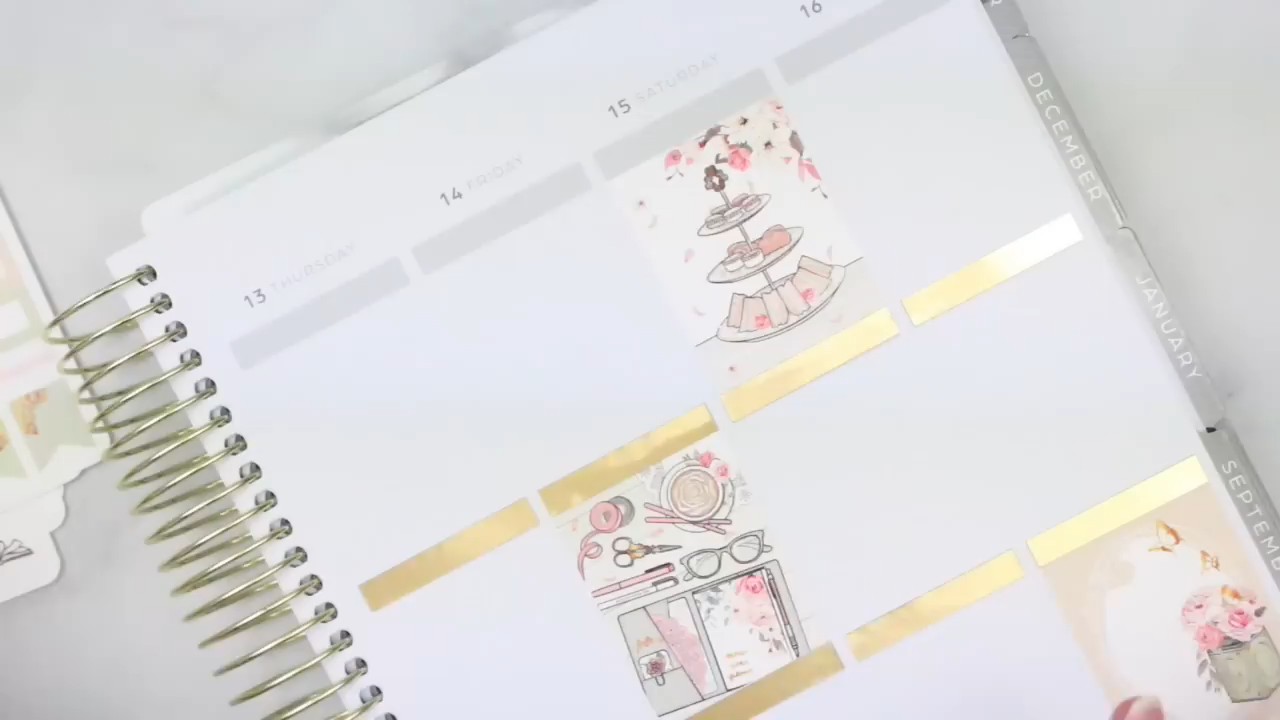 13 THURSDAY
14 FRIDAY
15 SATURDAY
16
DECEMBER
JANUARY
SEPTEMB